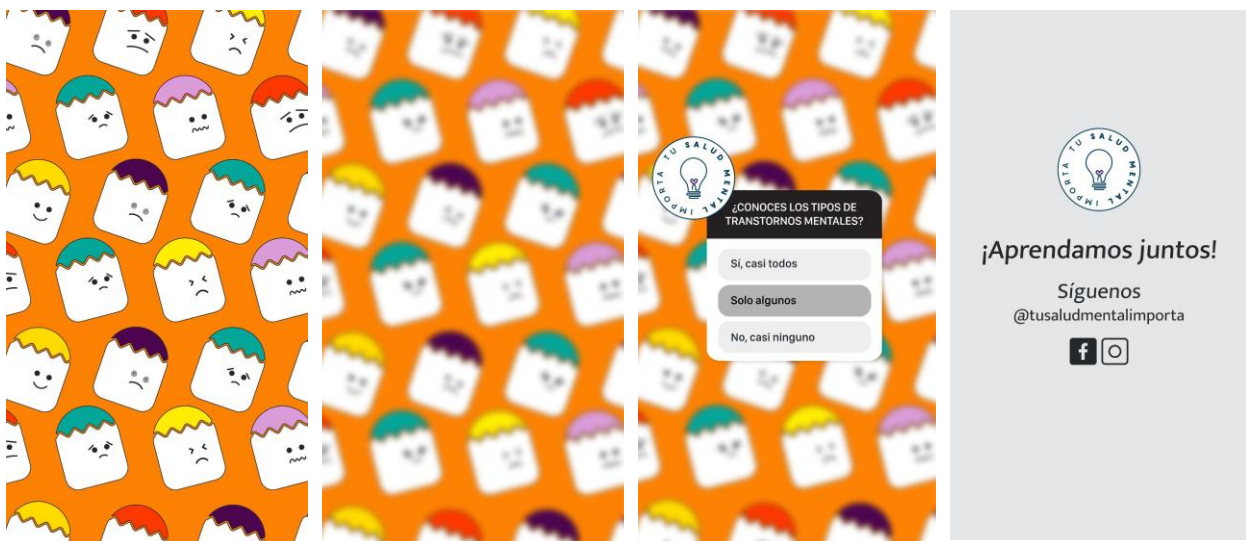 TU SALUD MENTAL IMPORTA
¿CONOCES LOS TIPOS DE
TRANSTORNOS MENTALES?
Sí, casi todos
Solo algunos
No, casi ninguno
TU SALUD MENTAL IMPORTA
¡Aprendamos juntos!
Síguenos
@tusaludmentalimporta